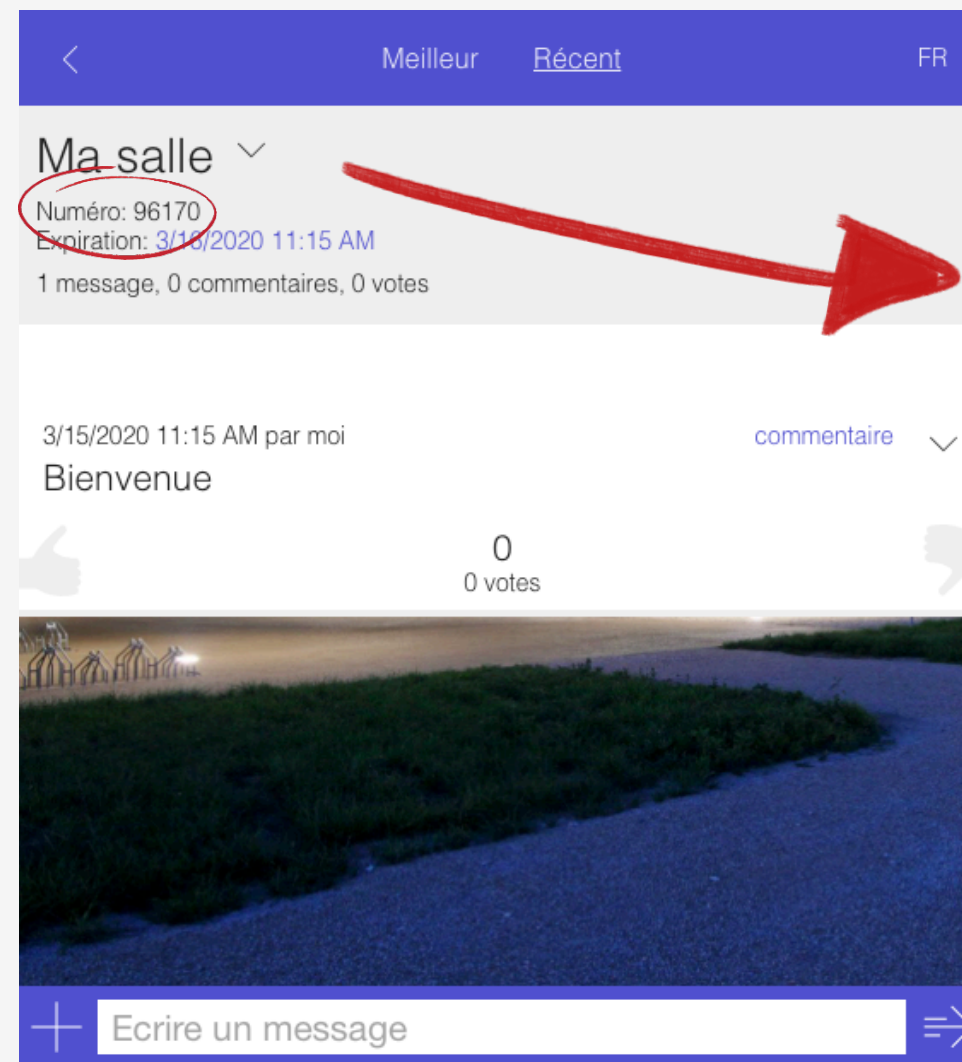 Meilleur Récent FR
Ma salle
Numéro: 96170
Expiration: 3/16/2020 11:15 AM
1 message, 0 commentaires, 0 votes
3/15/2020 11:15 AM par moi commentaire
Bienvenue
0
0 votes
Ecrire un message